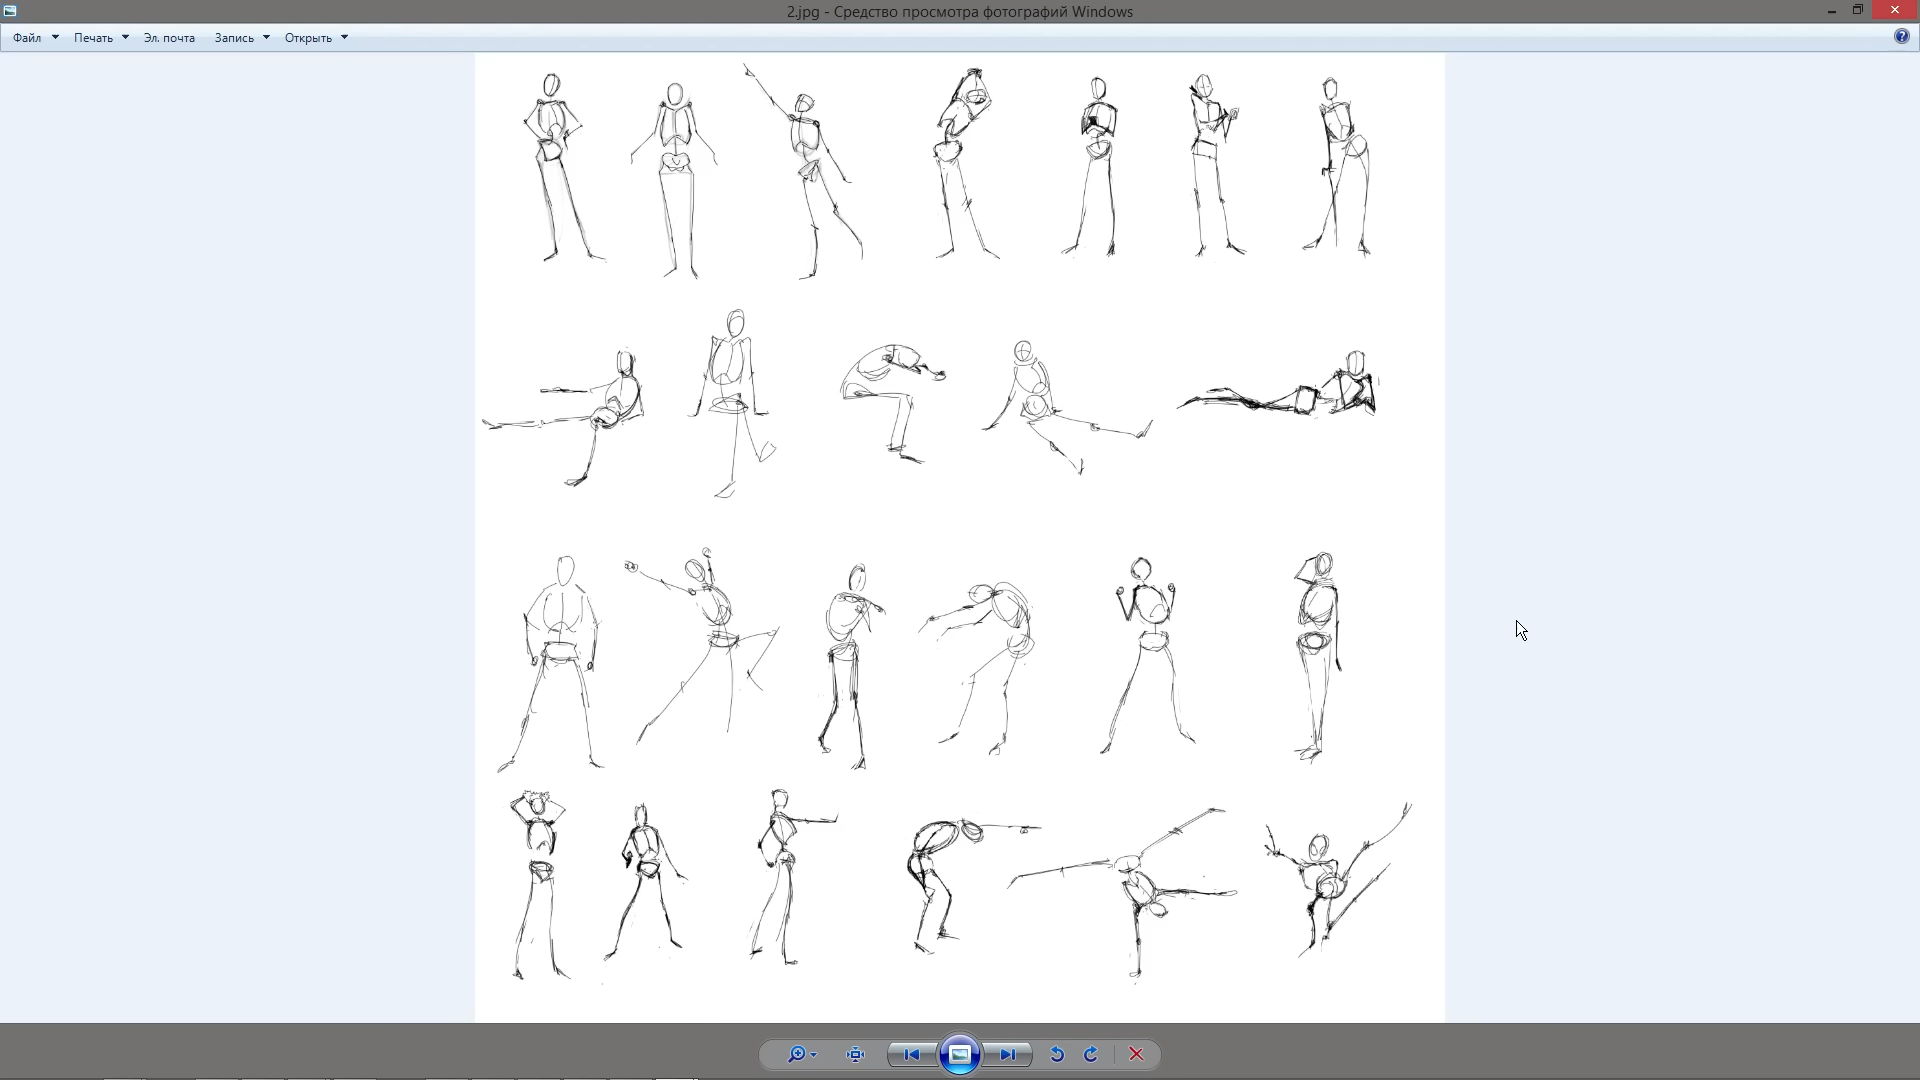 2.jpg - Средство просмотра фотографий Windows
Файл Печать Эл. почта Запись Открыть